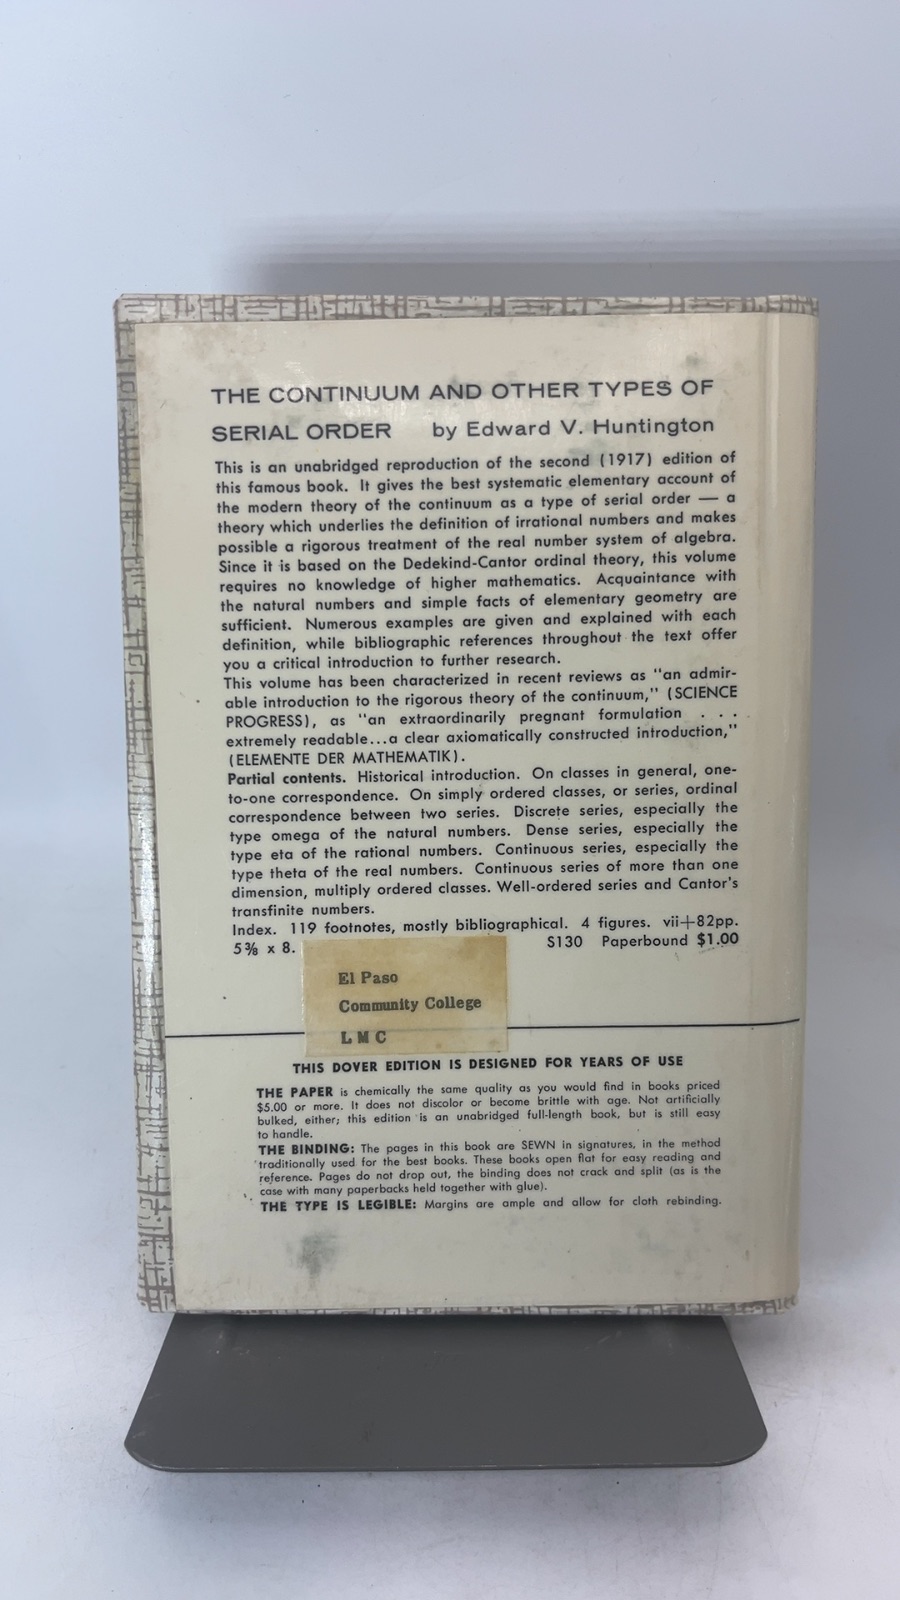 THE CONTINUUM AND OTHER TYPES OF
SERIAL ORDER by Edward V. Huntington
This is an unabridged reproduction of the second (1917) edition of
this famous book. It gives the best systematic elementary account of
the modern theory of the continuum as a type of serial order — a
theory which underlies the definition of irrational numbers and makes
possible a rigorous treatment of the real number system of algebra.
Since it is based on the Dedekind-Cantor ordinal theory, this volume
requires no knowledge of higher mathematics. Acquaintance with
the natural numbers and simple facts of elementary geometry are
sufficient. Numerous examples are given and explained with each
definition, while bibliographic references throughout the text offer
you a critical introduction to further research.
This volume has been characterized in recent reviews as "an admir-
able introduction to the rigorous theory of the continuum," (SCIENCE
PROGRESS), as "an extraordinarily pregnant formulation . . .
extremely readable...a clear axiomatically constructed introduction,"
(ELEMENTE DER MATHEMATIK).
Partial contents. Historical introduction. On classes in general, one-
to-one correspondence. On simply ordered classes, or series, ordinal
correspondence between two series. Discrete series, especially the
type omega of the natural numbers. Dense series, especially the
type eta of the rational numbers. Continuous series, especially the
type theta of the real numbers. Continuous series of more than one
dimension, multiply ordered classes. Well-ordered series and Cantor's
transfinite numbers.
Index. 119 footnotes, mostly bibliographical. 4 figures. vii+82pp.
5⅜ x 8. S130 Paperbound $1.00
El Paso
Community College
L M C
THIS DOVER EDITION IS DESIGNED FOR YEARS OF USE
THE PAPER is chemically the same quality as you would find in books priced
$5.00 or more. It does not discolor or become brittle with age. Not artificially
bulked, either; this edition is an unabridged full-length book, but is still easy
to handle.
THE BINDING: The pages in this book are SEWN in signatures, in the method
traditionally used for the best books. These books open flat for easy reading and
reference. Pages do not drop out, the binding does not crack and split (as is the
case with many paperbacks held together with glue).
THE TYPE IS LEGIBLE: Margins are ample and allow for cloth rebinding.